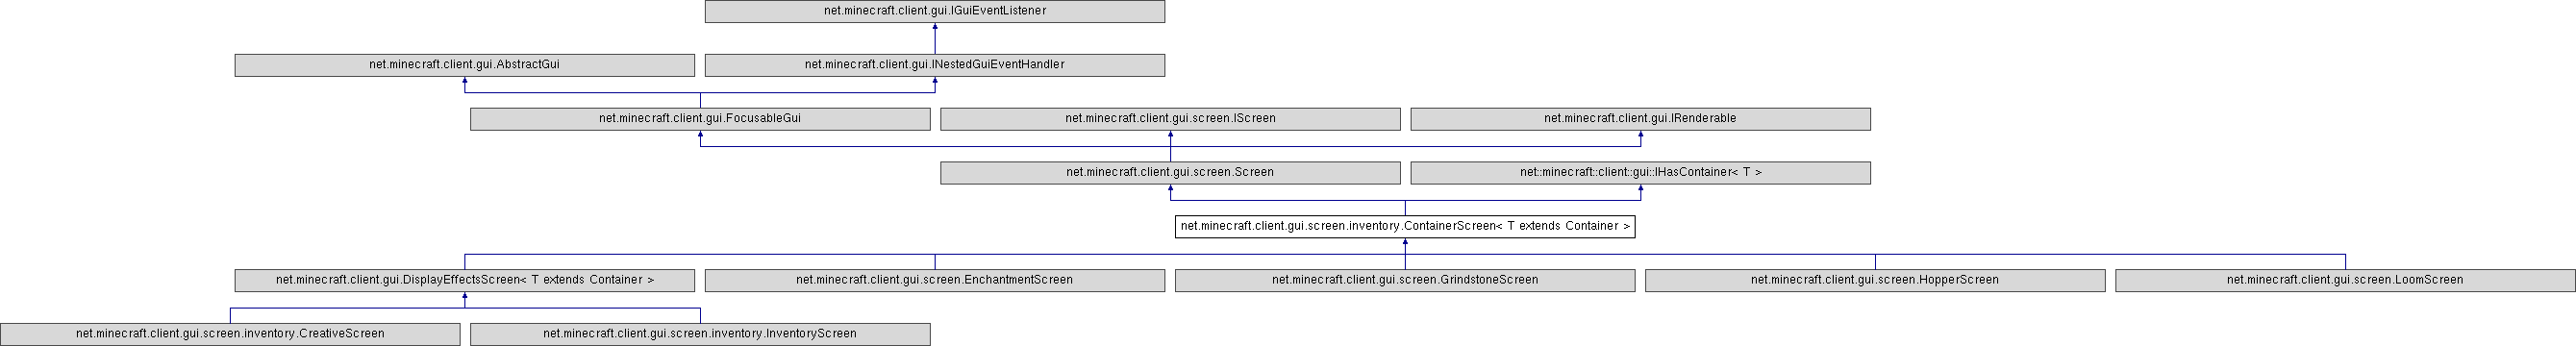 net.minecraft.client.gui.IGuiEventListener
net.minecraft.client.gui.AbstractGui
net.minecraft.client.gui.INestedGuiEventHandler
net.minecraft.client.gui.FocusableGui
net.minecraft.client.gui.screen.IScreen
net.minecraft.client.gui.IRenderable
net.minecraft.client.gui.screen.Screen
net::minecraft::client::gui::IHasContainer< T >
net.minecraft.client.gui.screen.inventory.ContainerScreen< T extends Container >
net.minecraft.client.gui.DisplayEffectsScreen< T extends Container >
net.minecraft.client.gui.screen.EnchantmentScreen
net.minecraft.client.gui.screen.GrindstoneScreen
net.minecraft.client.gui.screen.HopperScreen
net.minecraft.client.gui.screen.LoomScreen
net.minecraft.client.gui.screen.inventory.CreativeScreen
net.minecraft.client.gui.screen.inventory.InventoryScreen